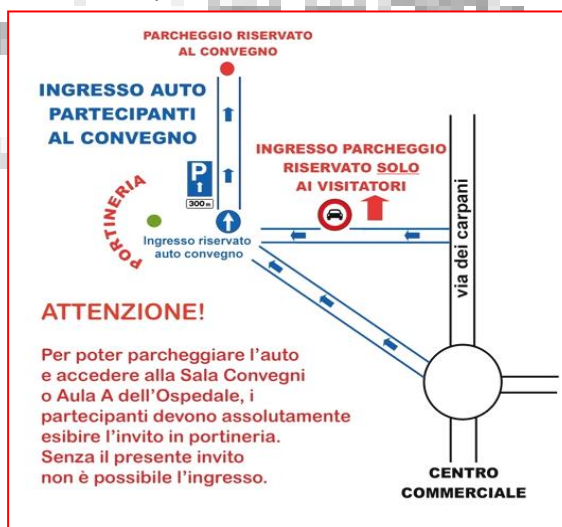 PARCHEGGIO RISERVATO
AL CONVEGNO
INGRESSO AUTO
PARTECIPANTI
AL CONVEGNO
INGRESSO PARCHEGGIO
RISERVATO SOLO
AI VISITATORI
P
300 m
PORTINERIA
Ingresso riservato
auto convegno
via dei carpani
ATTENZIONE!
Per poter parcheggiare l’auto
e accedere alla Sala Convegni
o Aula A dell’Ospedale, i
partecipanti devono assolutamente
esibire l’invito in portineria.
Senza il presente invito
non è possibile l’ingresso.
CENTRO
COMMERCIALE